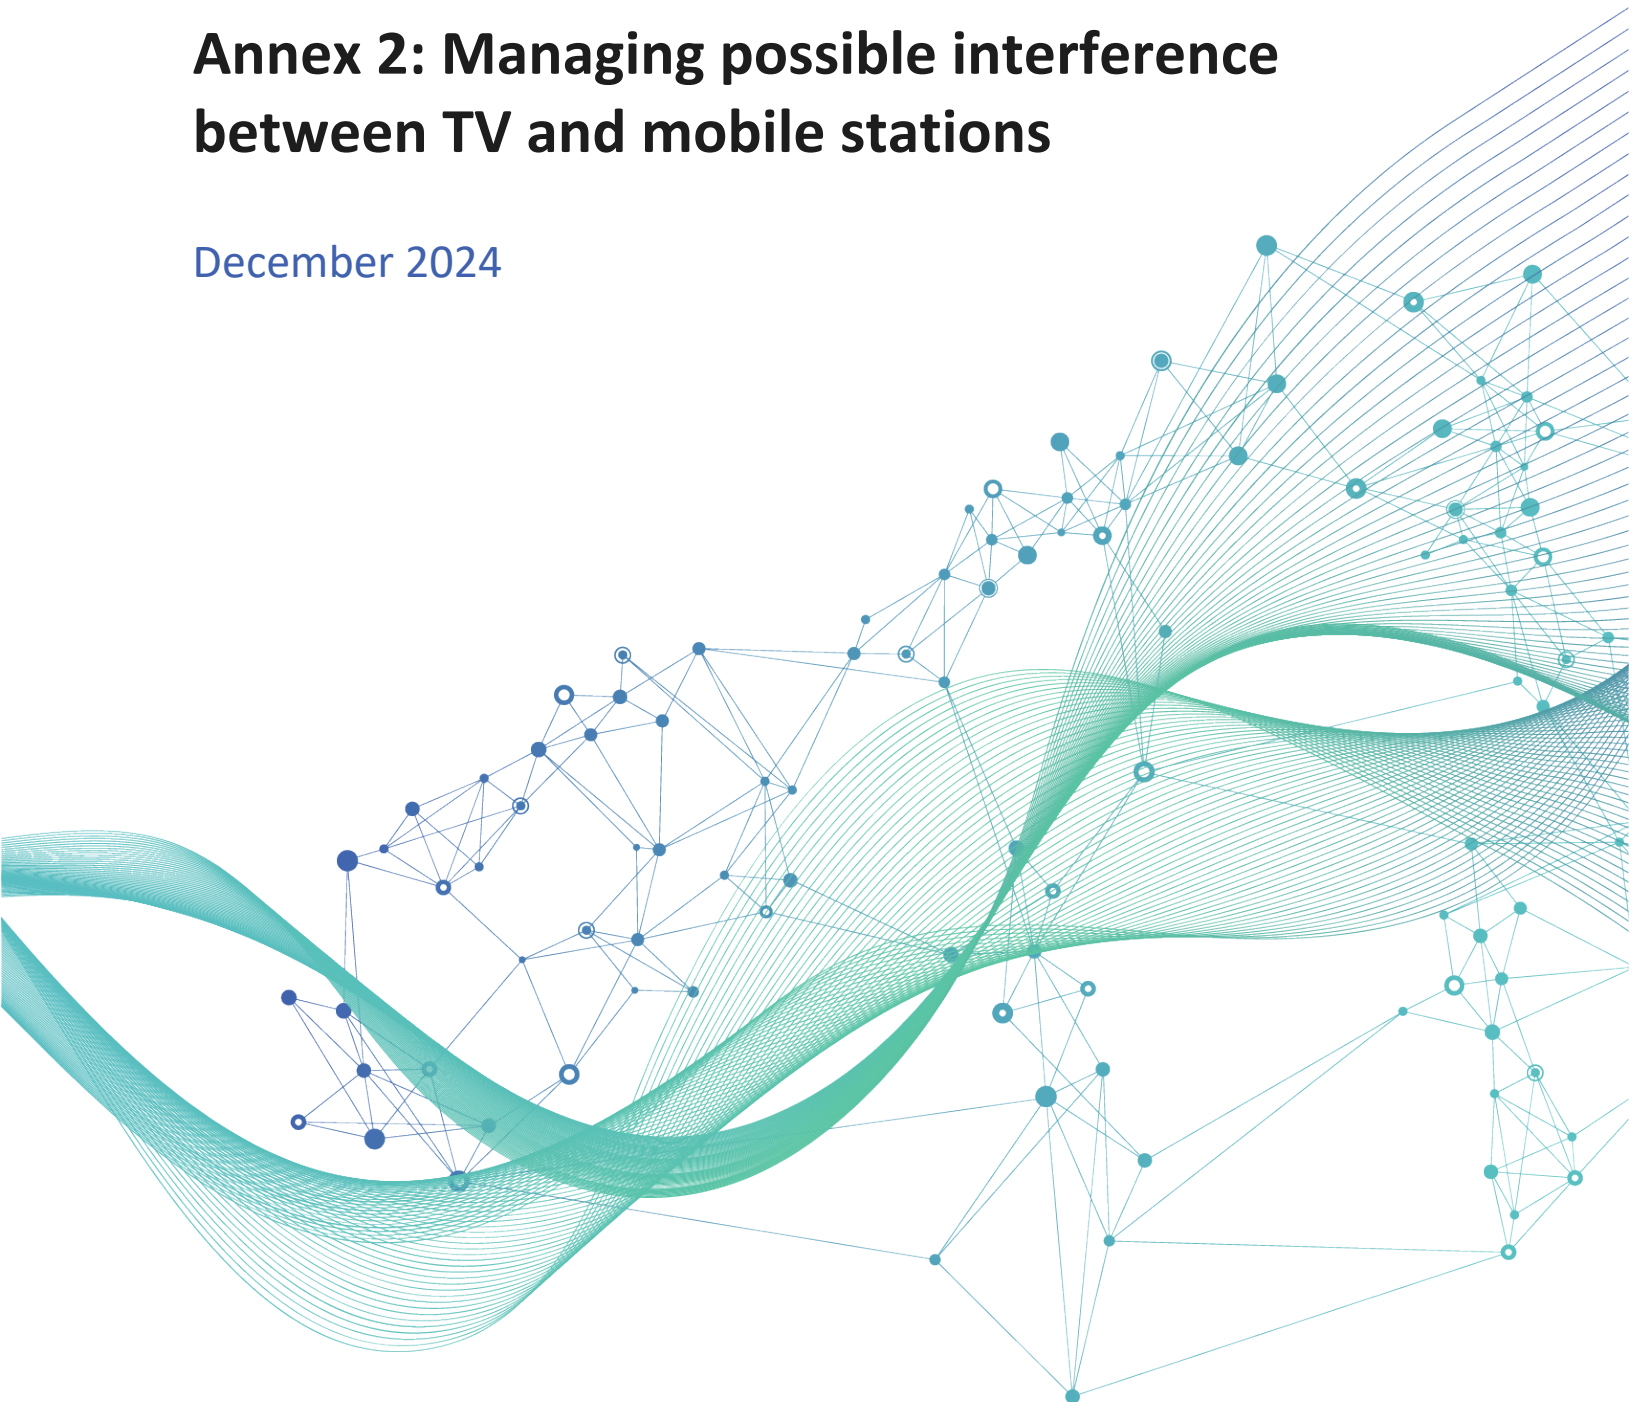 Annex 2: Managing possible interference
between TV and mobile stations
December 2024